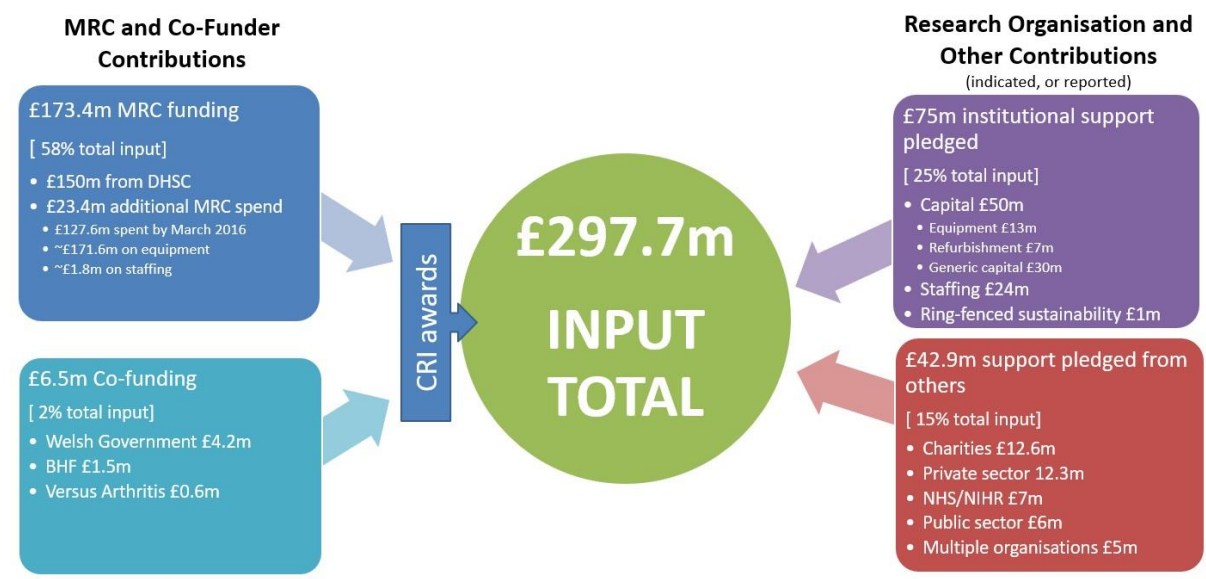 MRC and Co-Funder
Contributions
£173.4m MRC funding
[ 58% total input]
• £150m from DHSC
• £23.4m additional MRC spend
• £127.6m spent by March 2016
• ~£171.6m on equipment
• ~£1.8m on staffing
£6.5m Co-funding
[ 2% total input]
• Welsh Government £4.2m
• BHF £1.5m
• Versus Arthritis £0.6m
CRI awards
£297.7m
INPUT
TOTAL
Research Organisation and
Other Contributions
(indicated, or reported)
£75m institutional support
pledged
[ 25% total input]
• Capital £50m
• Equipment £13m
• Refurbishment £7m
• Generic capital £30m
• Staffing £24m
• Ring-fenced sustainability £1m
£42.9m support pledged from
others
[ 15% total input]
• Charities £12.6m
• Private sector 12.3m
• NHS/NIHR £7m
• Public sector £6m
• Multiple organisations £5m